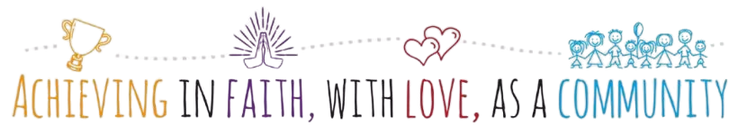 ACHIEVING IN FAITH, WITH LOVE, AS A COMMUNITY